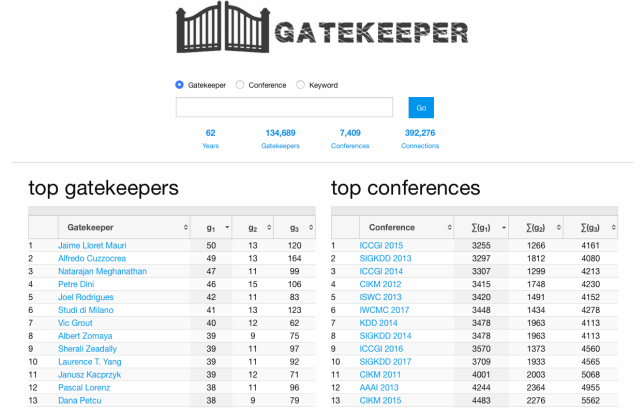 GATEKEEPER
Gatekeeper Conference Keyword
Go
62 134,689 7,409 392,276
Years Gatekeepers Conferences Connections
top gatekeepers
Gatekeeper g1 g2 g3
1 Jaime Lloret Mauri 50 13 120
2 Alfredo Cuzzocrea 49 13 164
3 Natarajan Meghanathan 47 11 99
4 Petre Dini 46 15 106
5 Joel Rodrigues 42 11 83
6 Studi di Milano 41 13 123
7 Vic Grout 40 12 62
8 Albert Zomaya 39 9 75
9 Sherali Zeadally 39 11 97
10 Laurence T. Yang 39 11 92
11 Janusz Kacprzyk 39 12 71
12 Pascal Lorenz 38 11 96
13 Dana Petcu 38 9 79
top conferences
Conference ∑(g1) ∑(g2) ∑(g3)
1 ICCGI 2015 3255 1266 4161
2 SIGKDD 2013 3297 1812 4080
3 ICCGI 2014 3307 1299 4213
4 CIKM 2012 3415 1748 4230
5 ISWC 2013 3420 1491 4152
6 IWCMC 2017 3448 1434 4278
7 KDD 2014 3478 1963 4113
8 SIGKDD 2014 3478 1963 4113
9 ICCGI 2016 3570 1373 4560
10 SIGKDD 2017 3709 1933 4565
11 CIKM 2011 4001 2003 5068
12 AAAI 2013 4244 2364 4955
13 CIKM 2015 4483 2276 5562